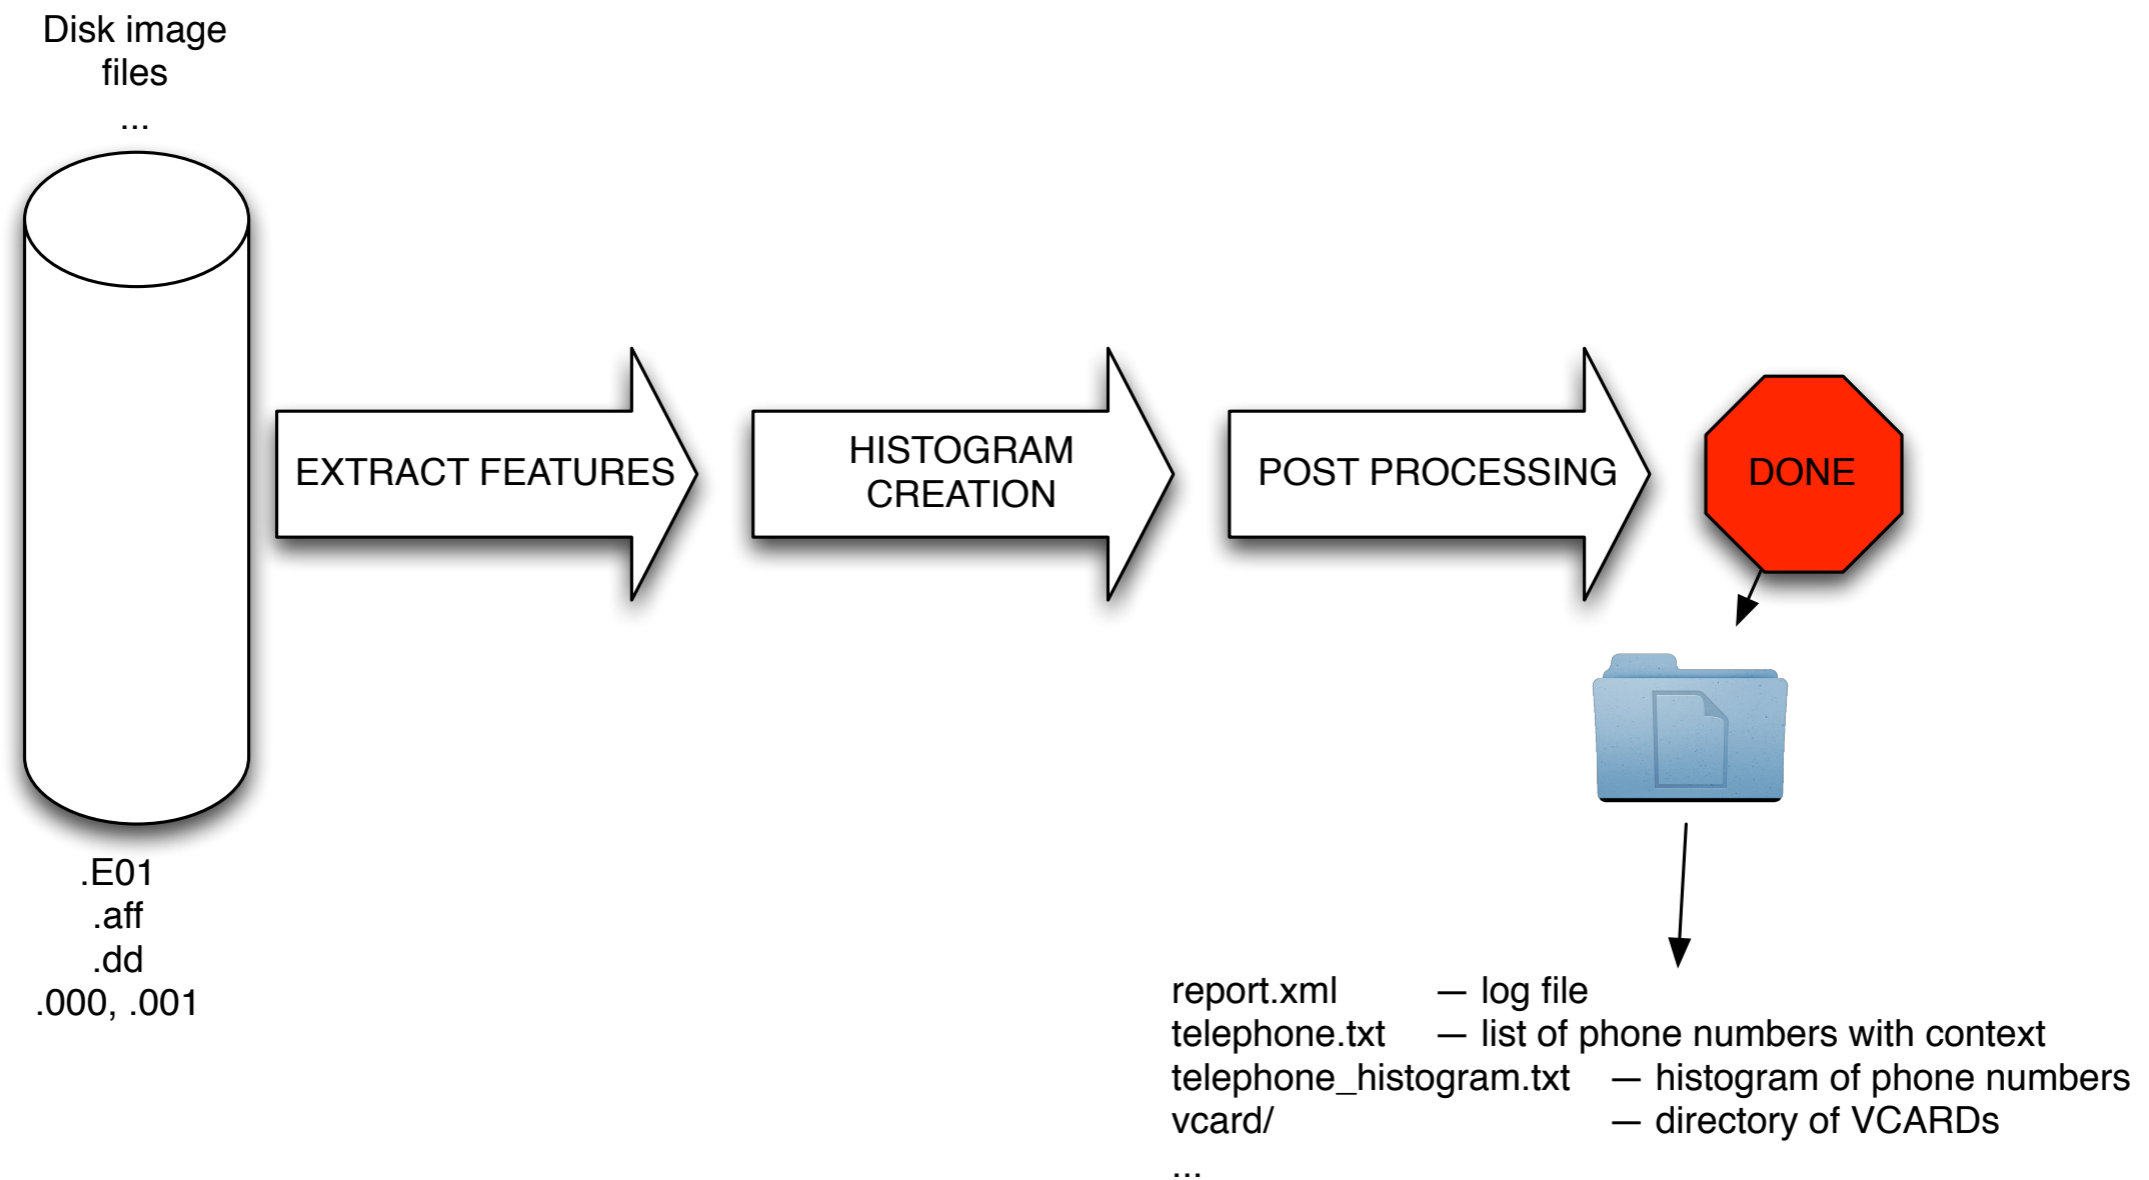 Disk image
files
...
.E01
.aff
.dd
.000, .001
EXTRACT FEATURES
HISTOGRAM
CREATION
POST PROCESSING
DONE
report.xml — log file
telephone.txt — list of phone numbers with context
telephone_histogram.txt — histogram of phone numbers
vcard/ — directory of VCARDs
...